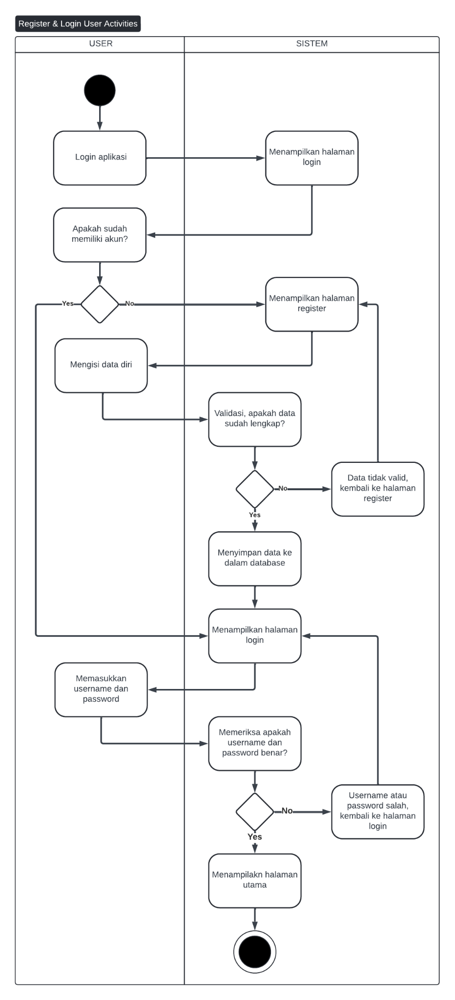 Register & Login User Activities
USER
SISTEM
Login aplikasi
Menampilkan halaman
login
Apakah sudah
memiliki akun?
Yes
No
Menampilkan halaman
register
Mengisi data diri
Validasi, apakah data
sudah lengkap?
No
Data tidak valid,
kembali ke halaman
register
Yes
Menyimpan data ke
dalam database
Menampilkan halaman
login
Memasukkan
username dan
password
Memeriksa apakah
username dan
password benar?
No
Username atau
password salah,
kembali ke halaman
login
Yes
Menampilakn halaman
utama